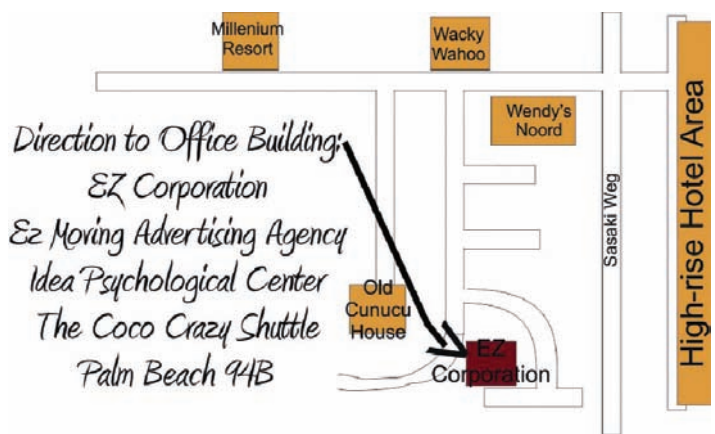 Millenium
Resort
Wacky
Wahoo
Wendy's
Noord
Direction to Office Building:
EZ Corporation
Ez Moving Advertising Agency
Idea Psychological Center
The Coco Crazy Shuttle
Palm Beach 94B
Old
Cunucu
House
EZ
Corporation
Sasaki Weg
High-rise Hotel Area